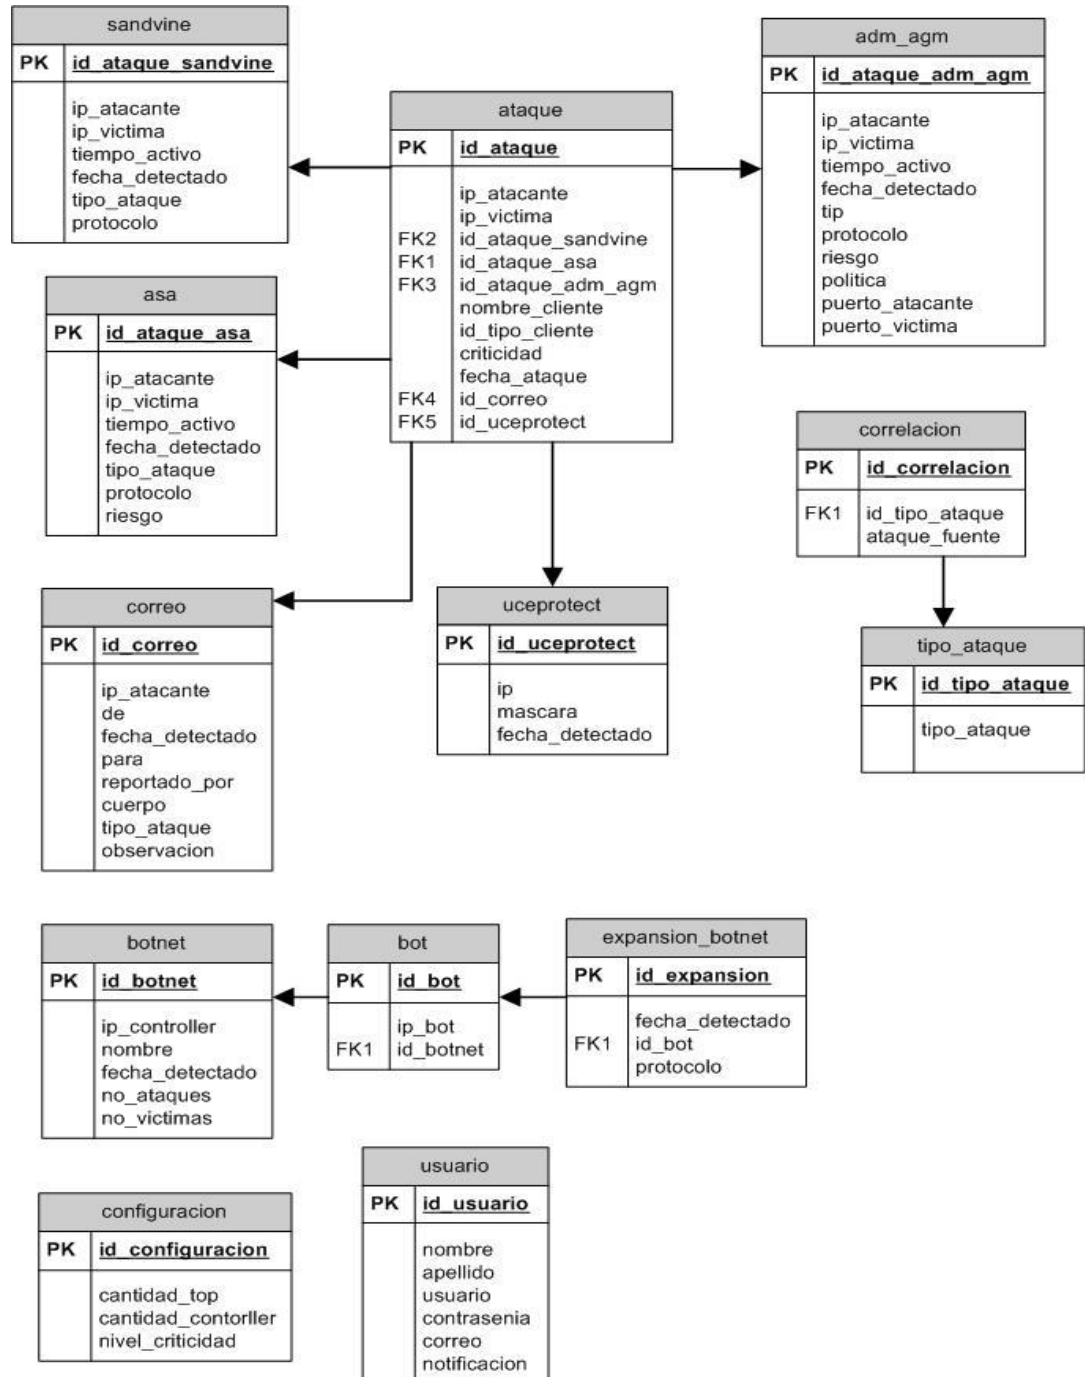 sandvine
PK id_ataque_sandvine
ip_atacante
ip_victima
tiempo_activo
fecha_detectado
tipo_ataque
protocolo
ataque
PK id_ataque
ip_atacante
ip_victima
FK2 id_ataque_sandvine
FK1 id_ataque_asa
FK3 id_ataque_adm_agm
nombre_cliente
id_tipo_cliente
criticidad
fecha_ataque
FK4 id_correo
FK5 id_uceprotect
adm_agm
PK id_ataque_adm_agm
ip_atacante
ip_victima
tiempo_activo
fecha_detectado
tip
protocolo
riesgo
politica
puerto_atacante
puerto_victima
asa
PK id_ataque_asa
ip_atacante
ip_victima
tiempo_activo
fecha_detectado
tipo_ataque
protocolo
riesgo
correlacion
PK id_correlacion
FK1 id_tipo_ataque
ataque_fuente
correo
PK id_correo
ip_atacante
de
fecha_detectado
para
reportado_por
cuerpo
tipo_ataque
observacion
uceprotect
PK id_uceprotect
ip
mascara
fecha_detectado
tipo_ataque
PK id_tipo_ataque
tipo_ataque
botnet
PK id_botnet
ip_controller
nombre
fecha_detectado
no_ataques
no_victimas
bot
PK id_bot
ip_bot
FK1 id_botnet
expansion_botnet
PK id_expansion
fecha_detectado
FK1 id_bot
protocolo
configuracion
PK id_configuracion
cantidad_top
cantidad_contorller
nivel_criticidad
usuario
PK id_usuario
nombre
apellido
usuario
contrasenia
correo
notificacion